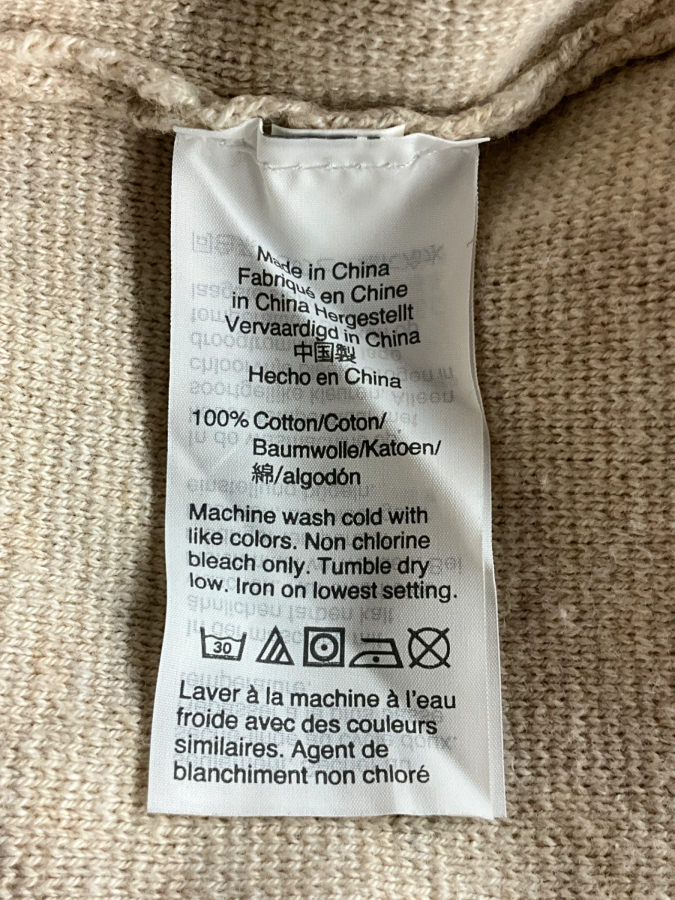 Made in China
Fabriqué en Chine
in China Hergestellt
Vervaardigd in China
中国製
Hecho en China
100% Cotton/Coton/
Baumwolle/Katoen/
綿/algodón
Machine wash cold with
like colors. Non chlorine
bleach only. Tumble dry
low. Iron on lowest setting.
30
Laver à la machine à l'eau
froide avec des couleurs
similaires. Agent de
blanchiment non chloré